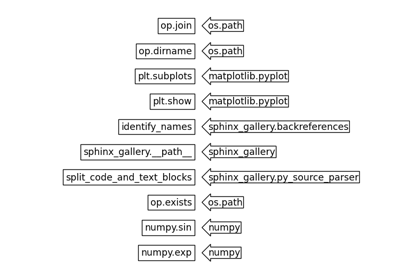 op.join os.path
op.dirname os.path
plt.subplots matplotlib.pyplot
plt.show matplotlib.pyplot
identify_names sphinx_gallery.backreferences
sphinx_gallery.__path__ sphinx_gallery
split_code_and_text_blocks sphinx_gallery.py_source_parser
op.exists os.path
numpy.sin numpy
numpy.exp numpy